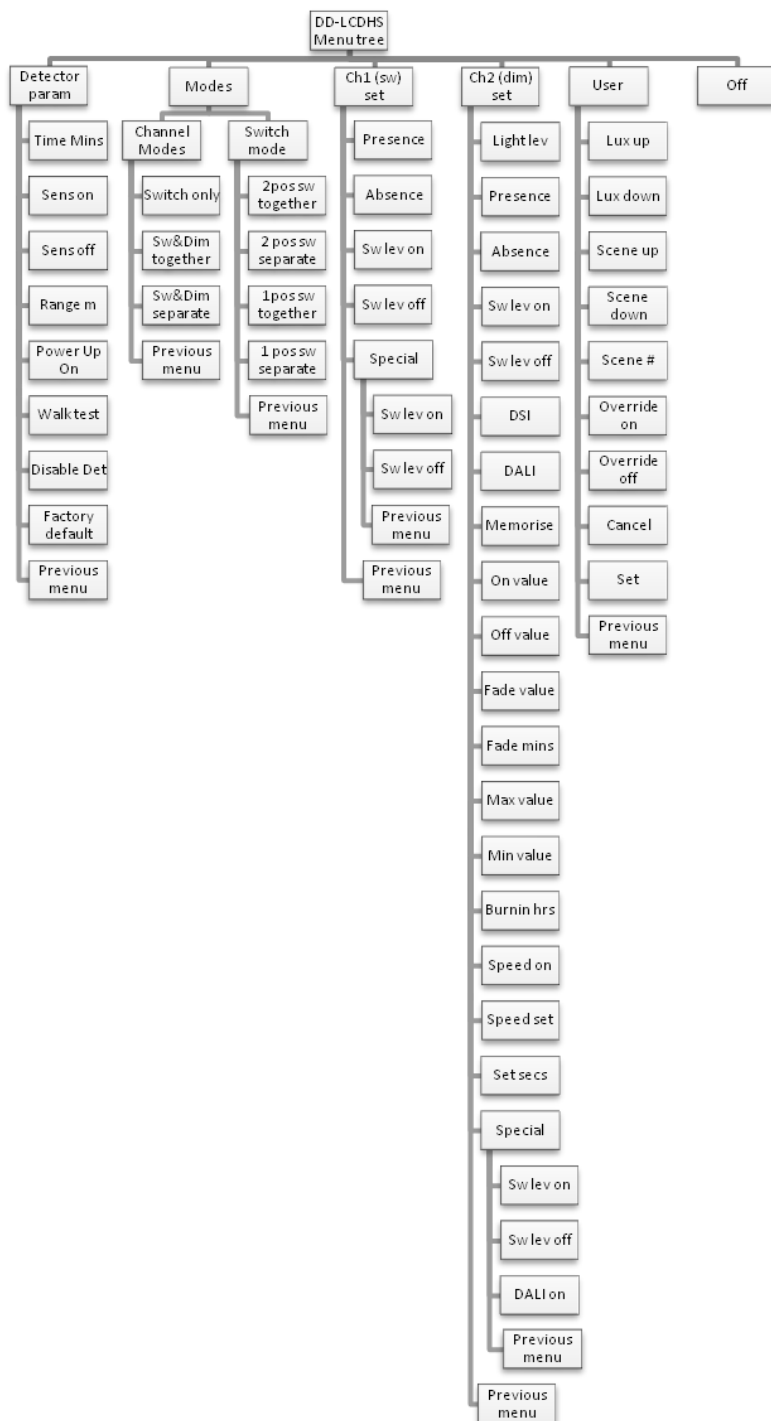 DD-LCDHS
Menu tree
Detector
param
Time Mins
Sens on
Sens off
Range m
Power Up
On
Walk test
Disable Det
Factory
default
Previous
menu
Modes
Channel
Modes
Switch only
Sw&Dim
together
Sw&Dim
separate
Previous
menu
Switch
mode
2pos sw
together
2 pos sw
separate
1pos sw
together
1 pos sw
separate
Previous
menu
Ch1 (sw)
set
Presence
Absence
Sw lev on
Sw lev off
Special
Sw lev on
Sw lev off
Previous
menu
Previous
menu
Ch2 (dim)
set
Light lev
Presence
Absence
Sw lev on
Sw lev off
DSI
DALI
Memorise
On value
Off value
Fade value
Fade mins
Max value
Min value
Burnin hrs
Speed on
Speed set
Set secs
Special
Sw lev on
Sw lev off
DALI on
Previous
menu
Previous
menu
User
Lux up
Lux down
Scene up
Scene
down
Scene #
Override
on
Override
off
Cancel
Set
Previous
menu
Off